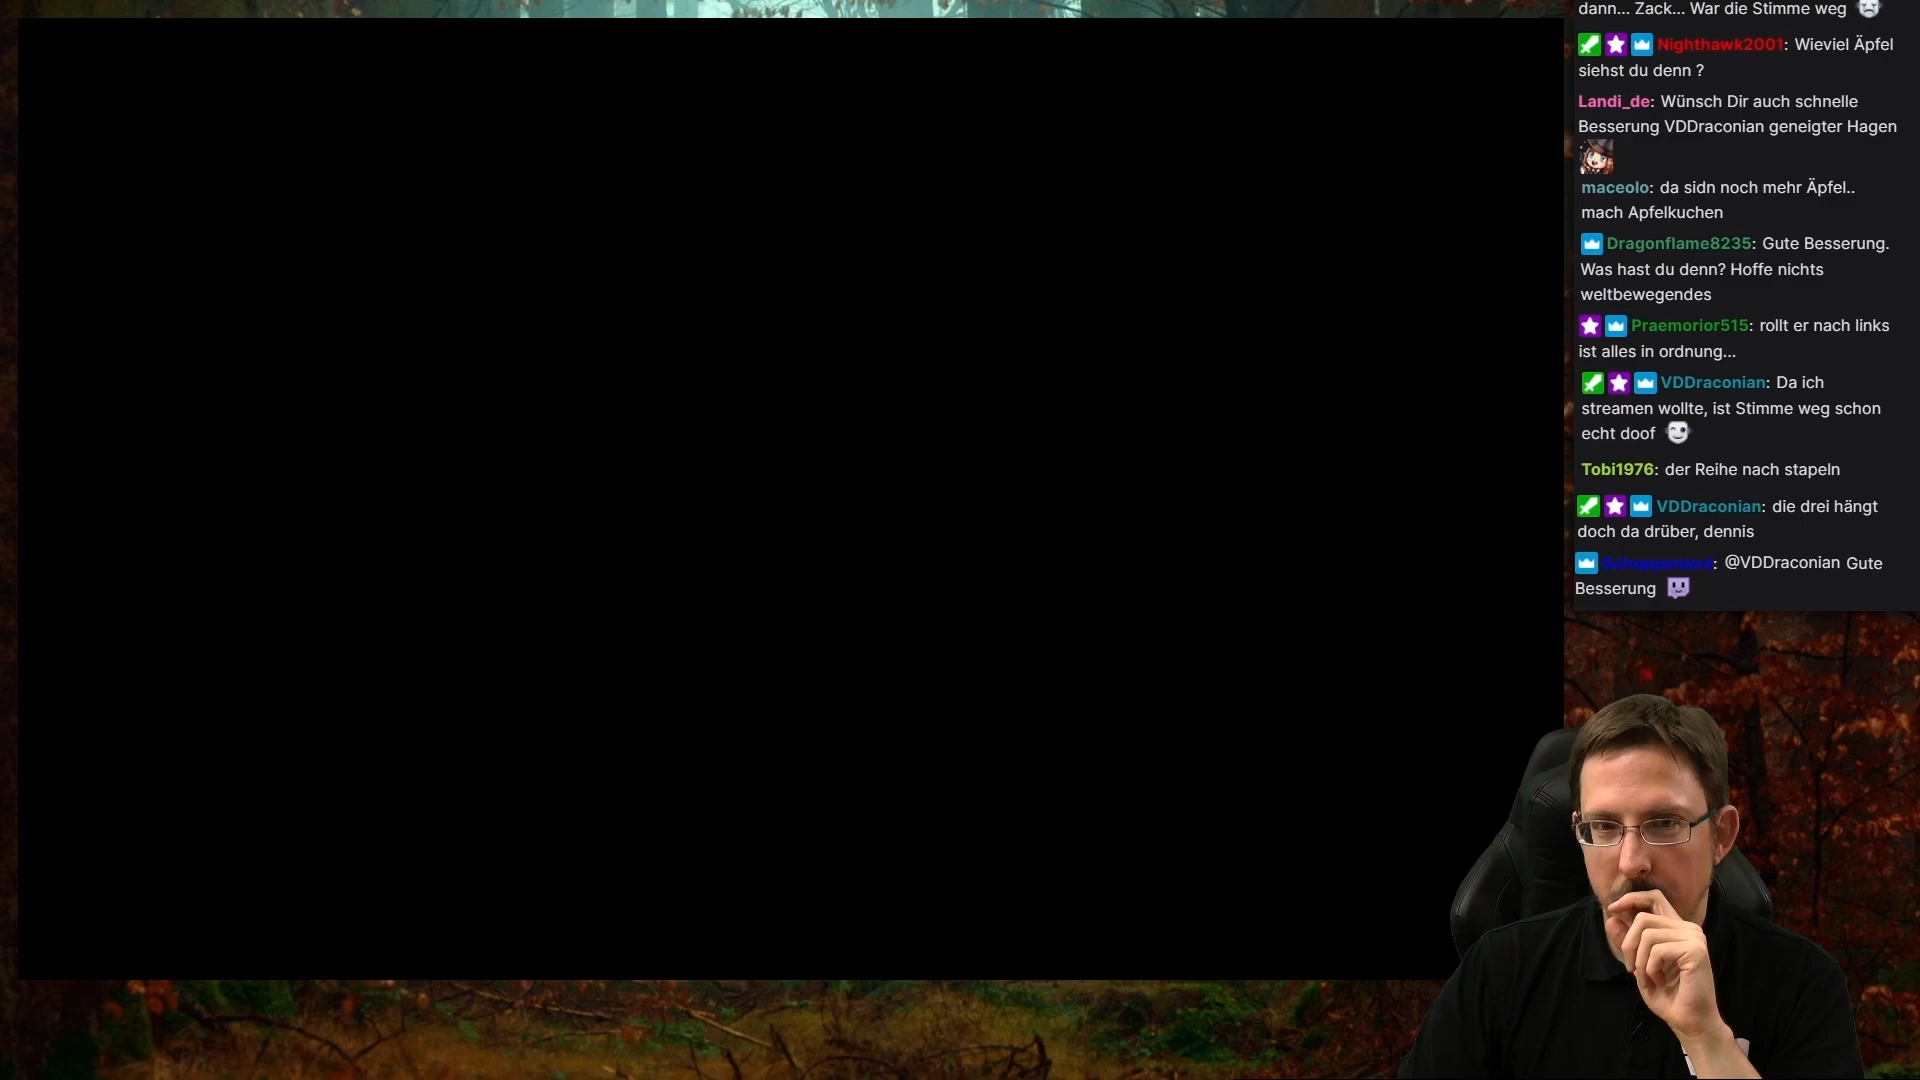 dann... Zack... War die Stimme weg
Nighthawk2001: Wieviel Äpfel
siehst du denn ?
Landi_de: Wünsch Dir auch schnelle
Besserung VDDraconian geneigter Hagen
maceolo: da sidn noch mehr Äpfel..
mach Apfelkuchen
Dragonflame8235: Gute Besserung.
Was hast du denn? Hoffe nichts
weltbewegendes
Praemorior515: rollt er nach links
ist alles in ordnung...
VDDraconian: Da ich
streamen wollte, ist Stimme weg schon
echt doof
Tobi1976: der Reihe nach stapeln
VDDraconian: die drei hängt
doch da drüber, dennis
: @VDDraconian Gute
Besserung